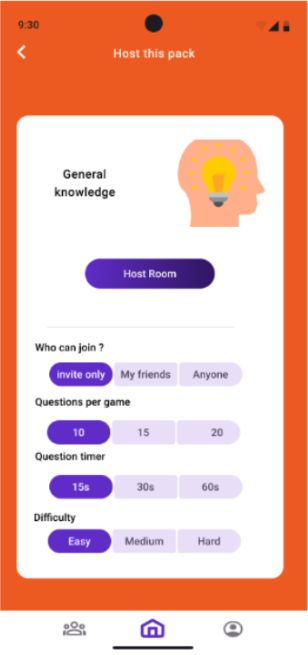 9:30
Host this pack
General
knowledge
Host Room
Who can join ?
invite only My friends Anyone
Questions per game
10 15 20
Question timer
15s 30s 60s
Difficulty
Easy Medium Hard